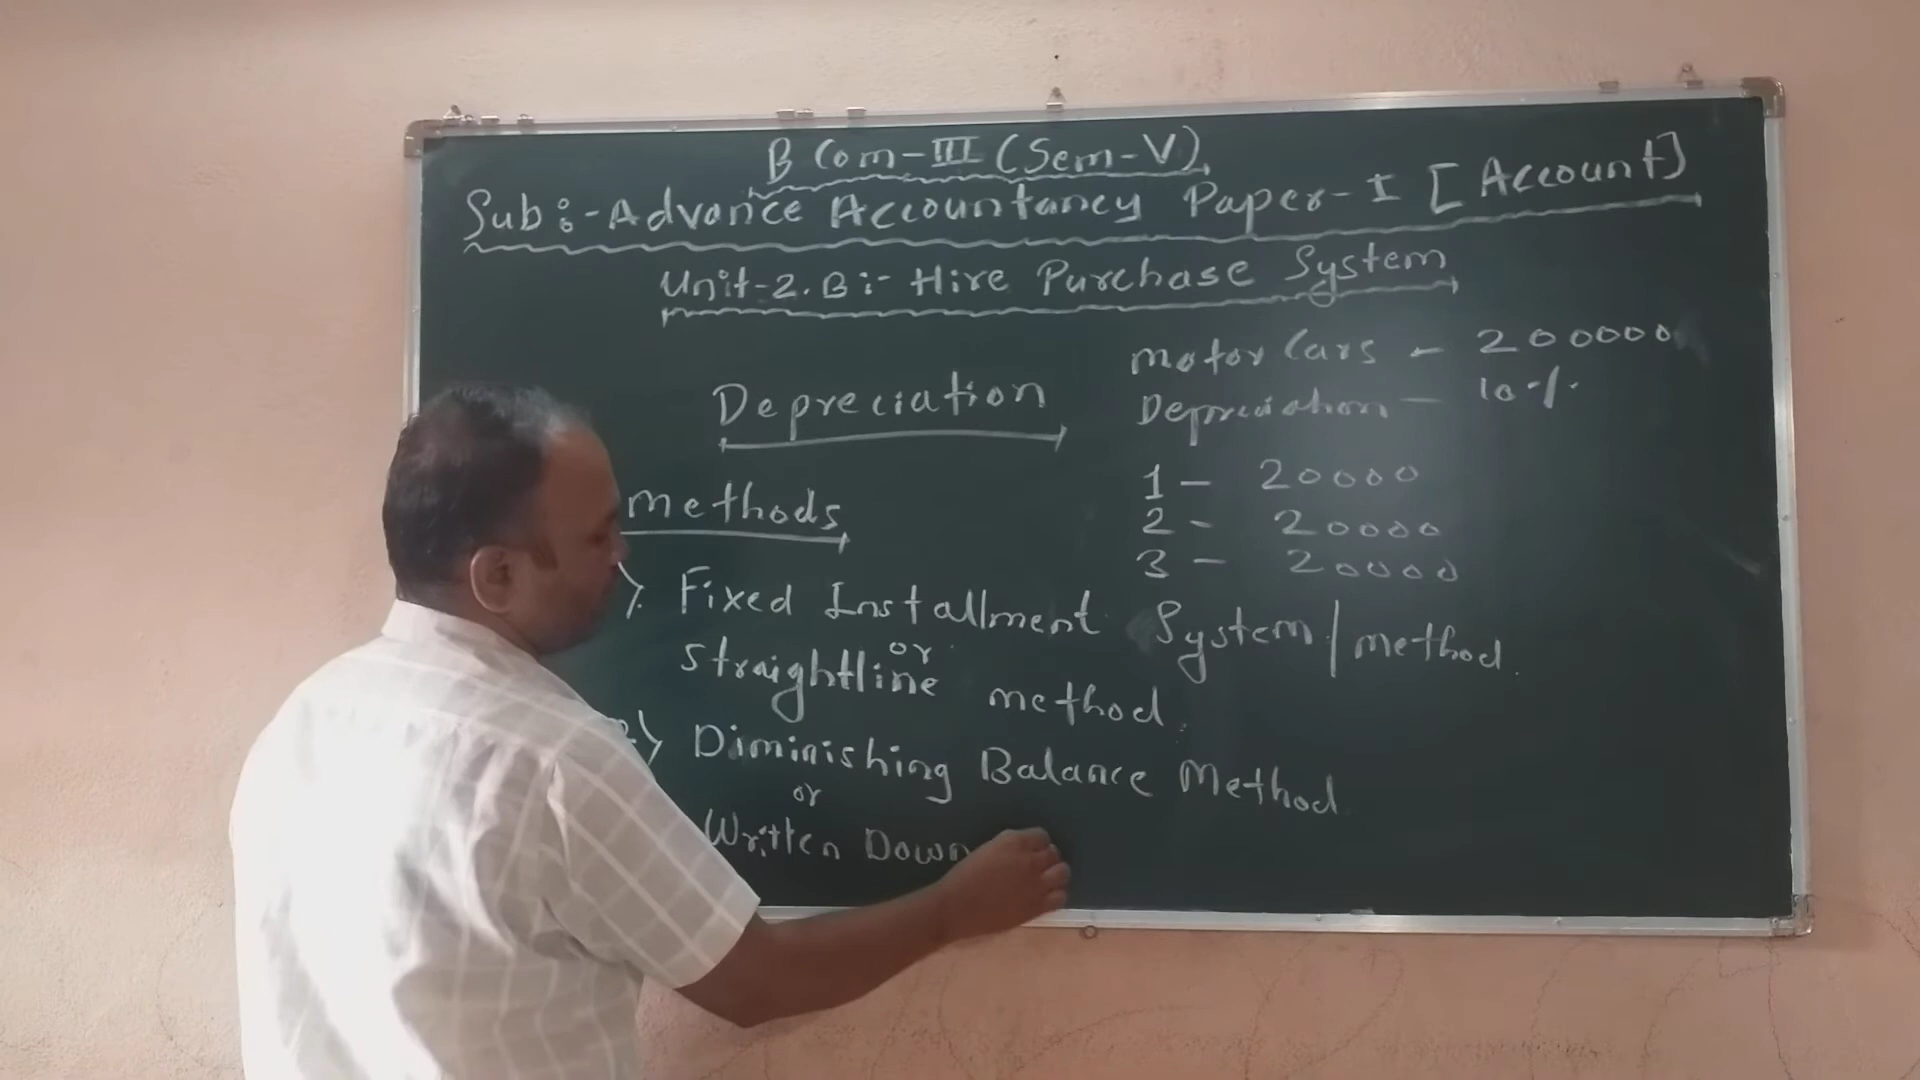 B Com-III (Sem-V)
Sub:-Advance Accountancy Paper-I [Account]
Unit-2.B:- Hire Purchase System
Motor Cars - 200000
Depreciation - 10%
Depreciation
1 - 20000
2 - 20000
3 - 20000
methods
Fixed Installment System/method.
or
straightline method.
2) Diminishing Balance Method
or
Written Down